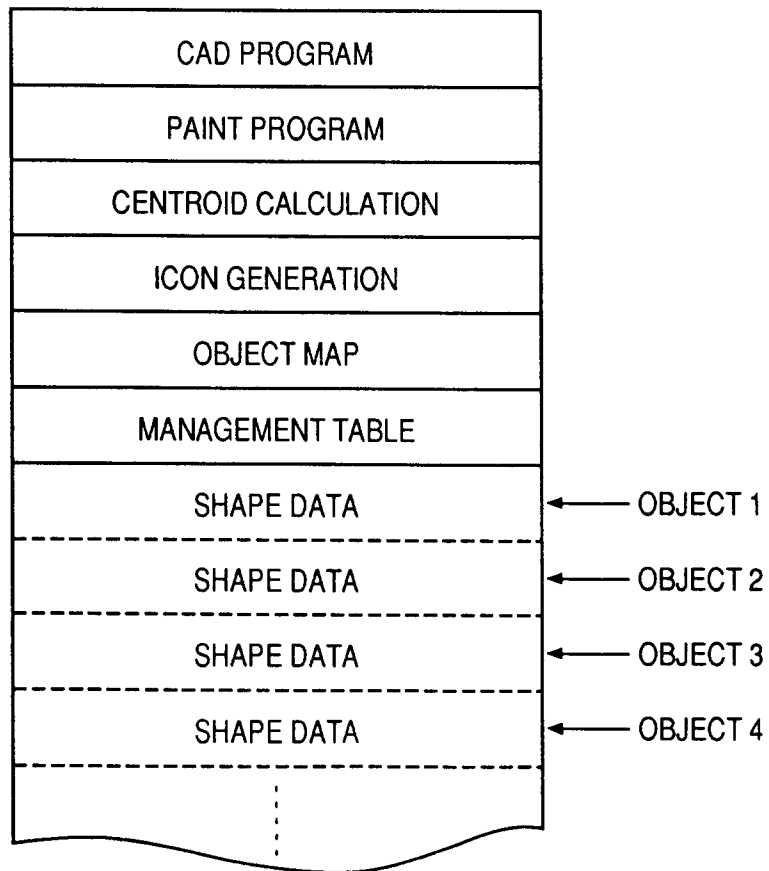 CAD PROGRAM
PAINT PROGRAM
CENTROID CALCULATION
ICON GENERATION
OBJECT MAP
MANAGEMENT TABLE
SHAPE DATA OBJECT 1
SHAPE DATA OBJECT 2
SHAPE DATA OBJECT 3
SHAPE DATA OBJECT 4